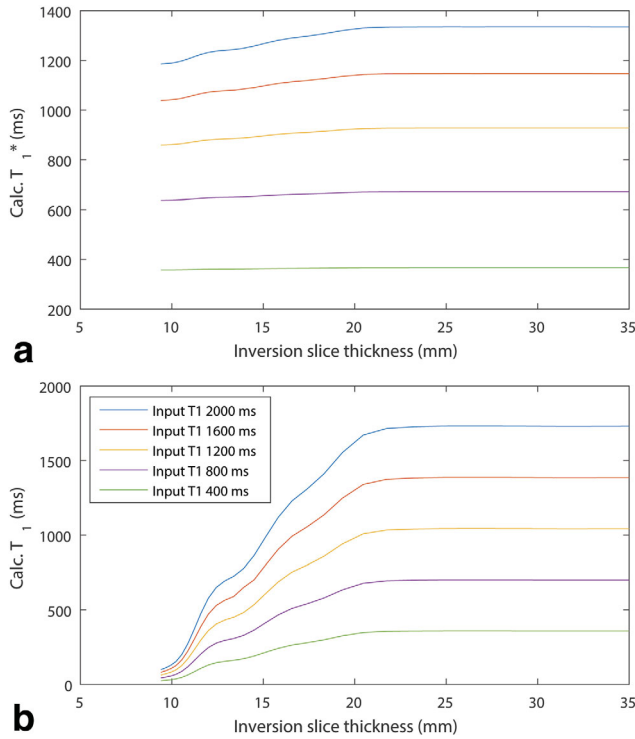 1400
1200
1000
800
600
400
200
Calc. T 1 * (ms)
5 10 15 20 25 30 35
Inversion slice thickness (mm)
a
2000
1500
1000
500
0
Calc. T 1 (ms)
Input T1 2000 ms
Input T1 1600 ms
Input T1 1200 ms
Input T1 800 ms
Input T1 400 ms
5 10 15 20 25 30 35
Inversion slice thickness (mm)
b